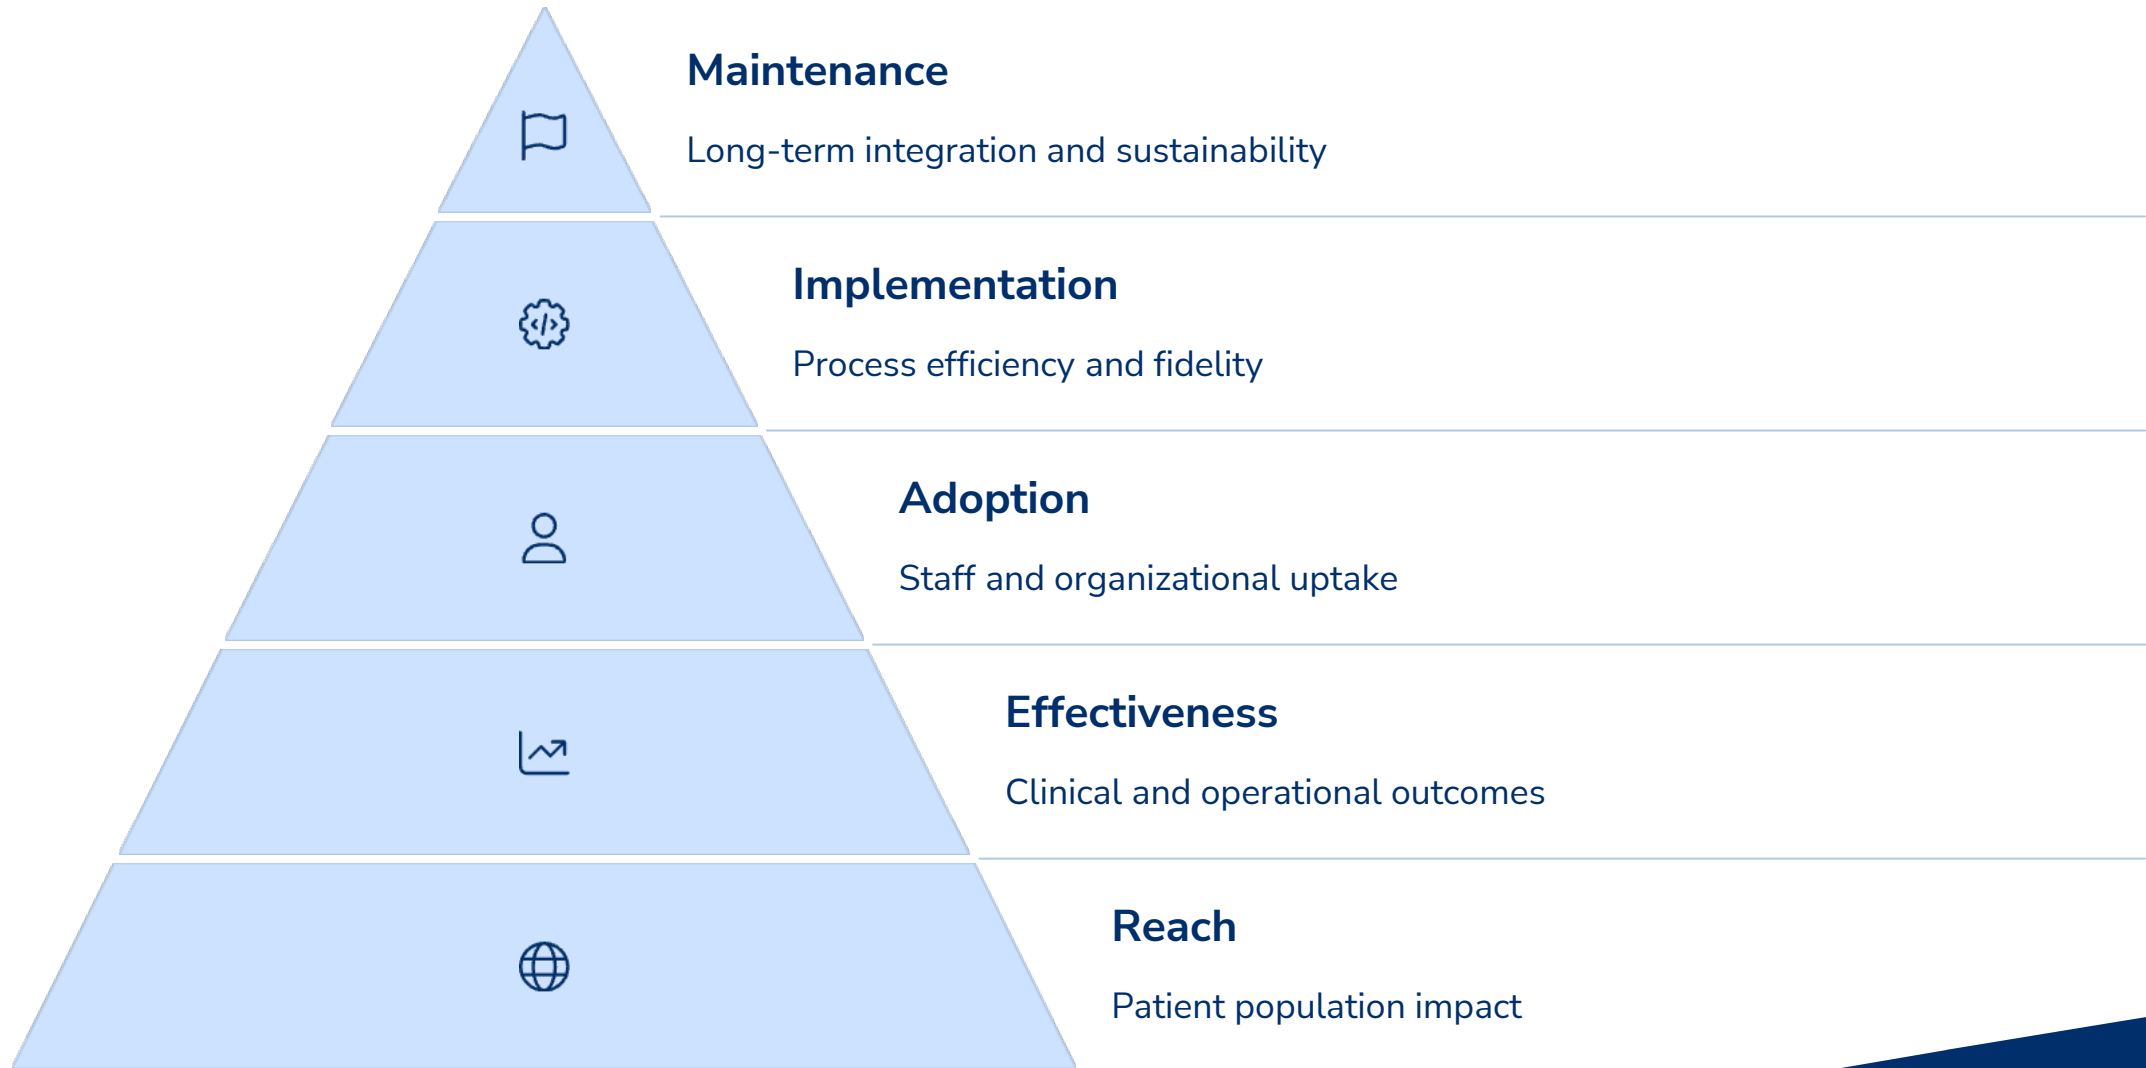 Maintenance
Long-term integration and sustainability
Implementation
Process efficiency and fidelity
Adoption
Staff and organizational uptake
Effectiveness
Clinical and operational outcomes
Reach
Patient population impact